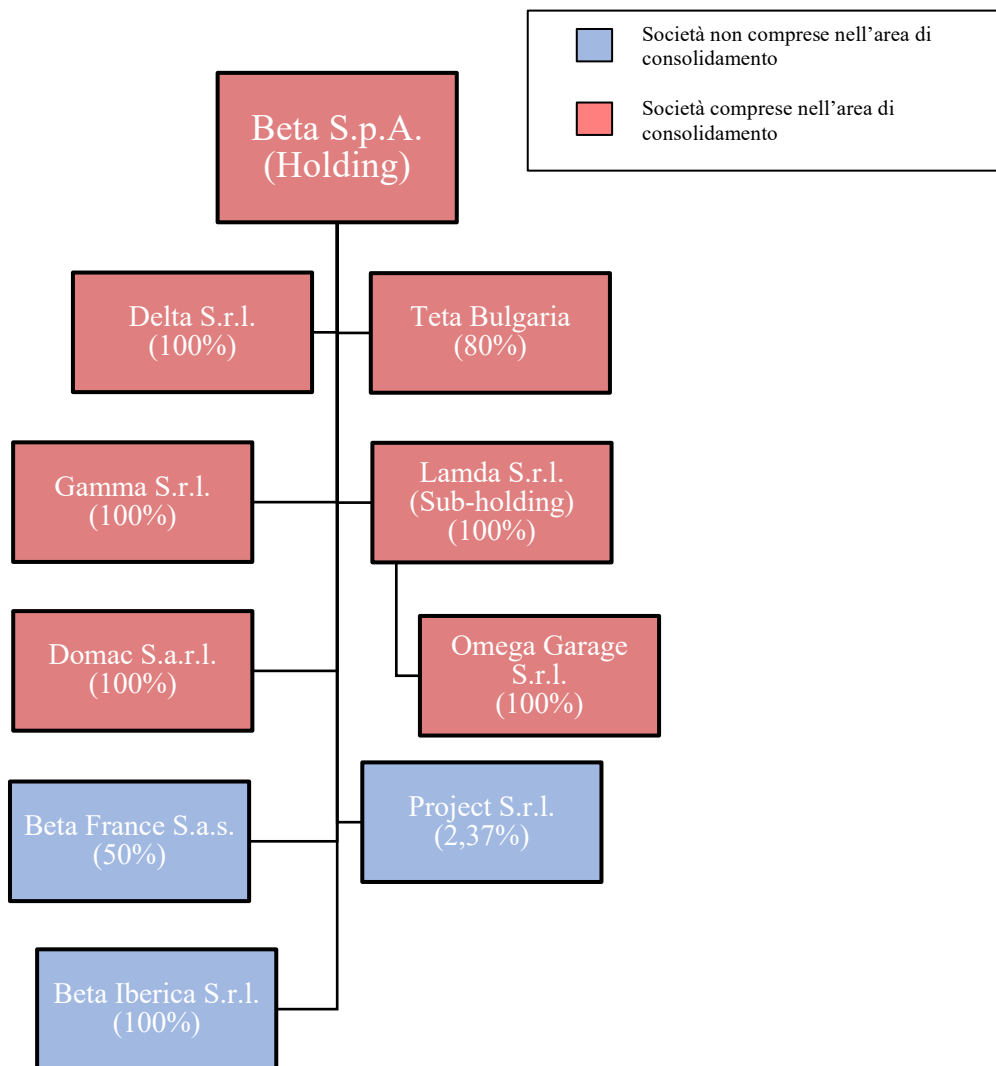 Società non comprese nell'area di
consolidamento
Società comprese nell'area di
consolidamento
Beta S.p.A.
(Holding)
Delta S.r.l.
(100%)
Teta Bulgaria
(80%)
Gamma S.r.l.
(100%)
Lamda S.r.l.
(Sub-holding)
(100%)
Domac S.a.r.l.
(100%)
Omega Garage
S.r.l.
(100%)
Beta France S.a.s.
(50%)
Project S.r.l.
(2,37%)
Beta Iberica S.r.l.
(100%)